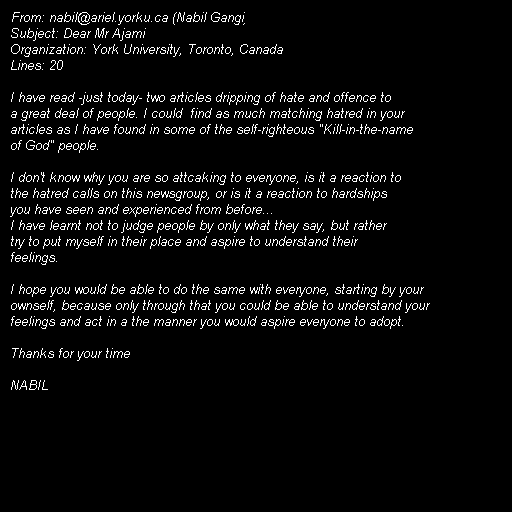 From: nabil@ariel.yorku.ca (Nabil Gangi)
Subject: Dear Mr Ajami
Organization: York University, Toronto, Canada
Lines: 20
I have read -just today- two articles dripping of hate and offence to
a great deal of people. I could  find as much matching hatred in your
articles as I have found in some of the self-righteous "Kill-in-the-name
of God" people.
I don't know why you are so attcaking to everyone, is it a reaction to
the hatred calls on this newsgroup, or is it a reaction to hardships
you have seen and experienced from before...
I have learnt not to judge people by only what they say, but rather
try to put myself in their place and aspire to understand their
feelings.
I hope you would be able to do the same with everyone, starting by your
ownself, because only through that you could be able to understand your
feelings and act in a the manner you would aspire everyone to adopt.
Thanks for your time
NABIL